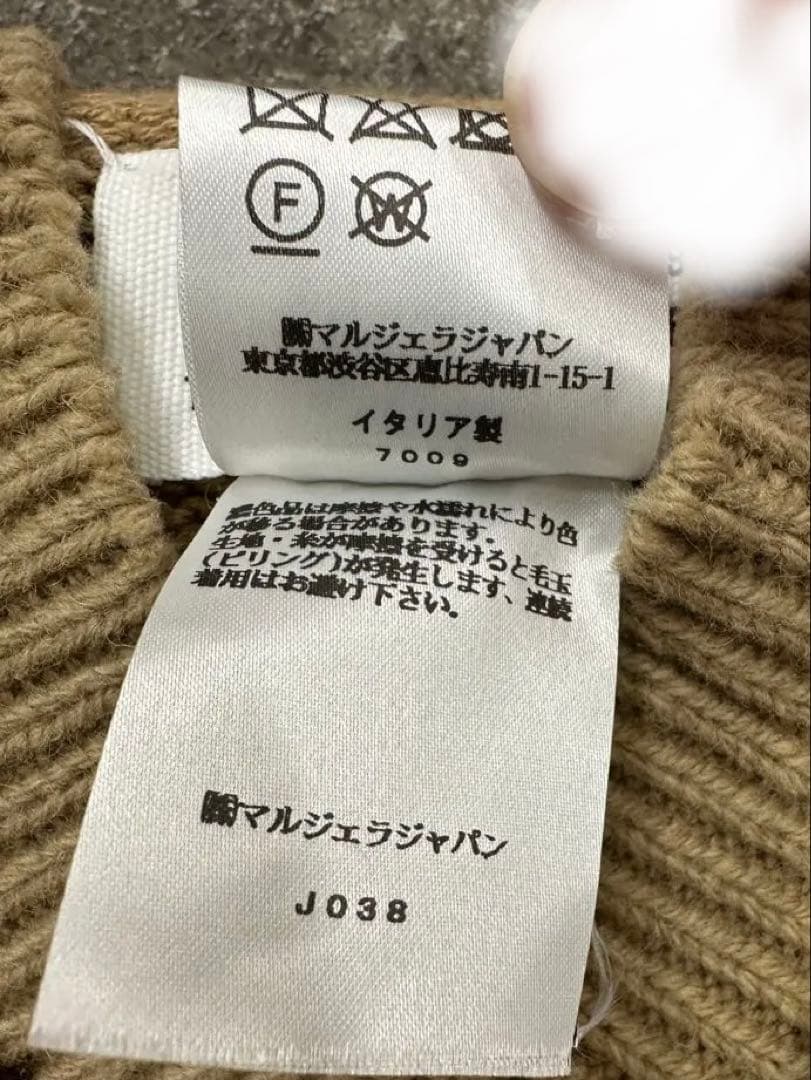 F
W
㈱マルジェラジャパン
東京都渋谷区恵比寿南1-15-1
イタリア製
7009
濃色品は摩擦や水濡れにより色
が移る場合があります。
生地・糸が摩擦を受けると毛玉
(ピリング)が発生します、連続
着用はお避け下さい。
㈱マルジェラジャパン
J038